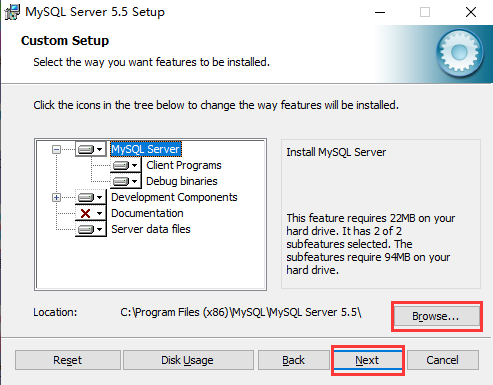 MySQL Server 5.5 Setup
Custom Setup
Select the way you want features to be installed.
Click the icons in the tree below to change the way features will be installed.
MySQL Server
Client Programs
Debug binaries
Development Components
Documentation
Server data files
Install MySQL Server
This feature requires 22MB on your
hard drive. It has 2 of 2
subfeatures selected. The
subfeatures require 94MB on your
hard drive.
Location:
C:\Program Files (x86)\MySQL\MySQL Server 5.5\
Browse...
Reset
Disk Usage
Back
Next
Cancel